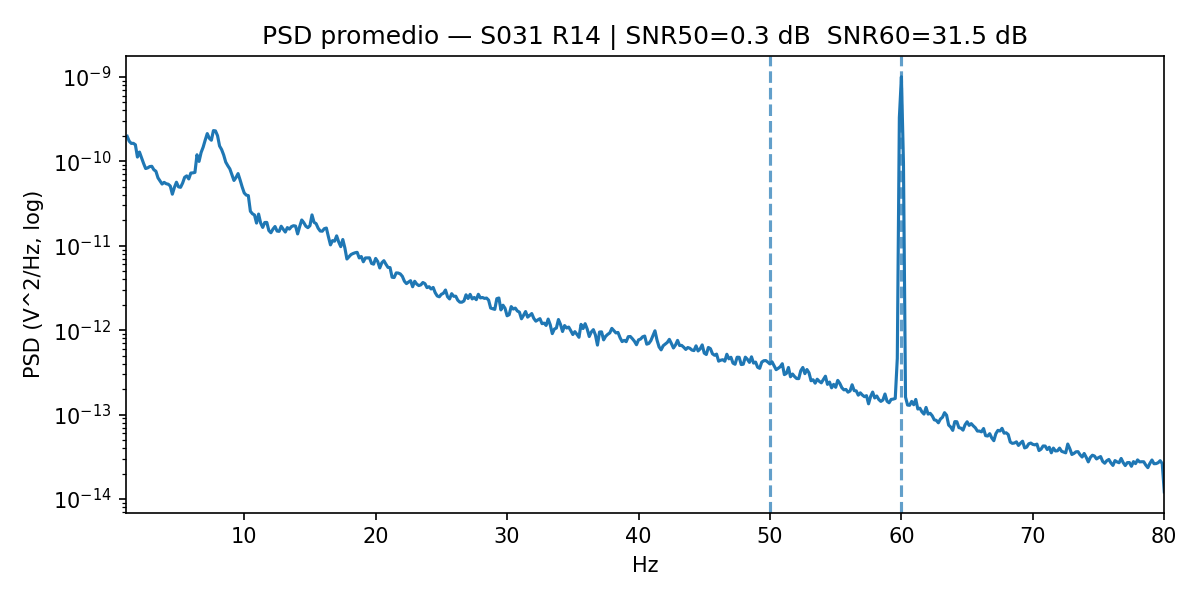 PSD promedio — S031 R14 | SNR50=0.3 dB  SNR60=31.5 dB
PSD (V^2/Hz, log)
10⁻⁹
10⁻¹⁰
10⁻¹¹
10⁻¹²
10⁻¹³
10⁻¹⁴
10 20 30 40 50 60 70 80
Hz